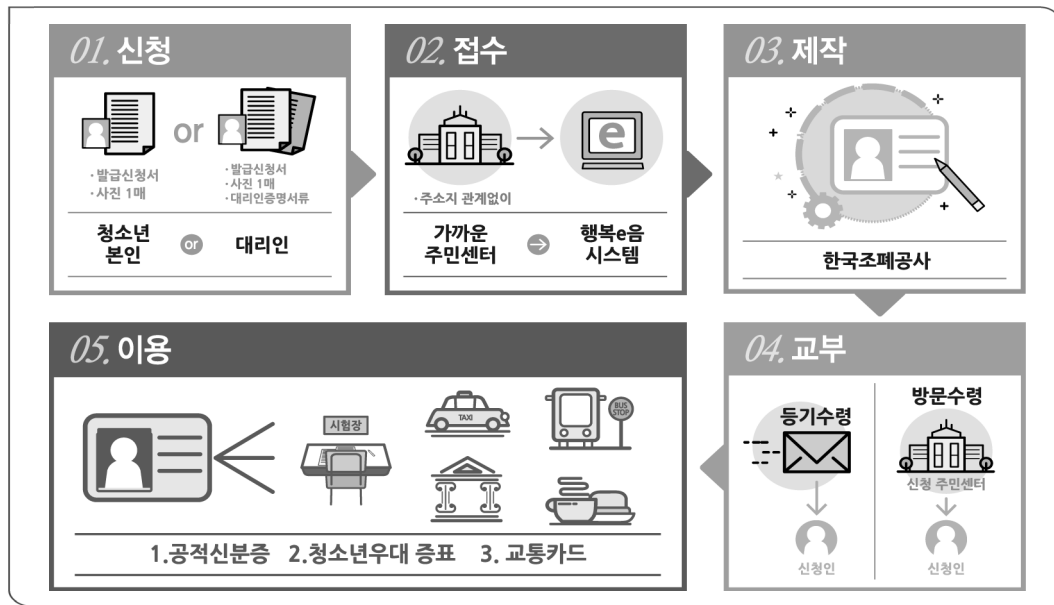 01. 신청
or
·발급신청서
·사진 1매
·발급신청서
·사진 1매
·대리인증명서류
청소년
본인
or
대리인
02. 접수
e
·주소지 관계없이
가까운
주민센터
행복e음
시스템
03. 제작
한국조폐공사
04. 교부
등기수령
신청인
방문수령
신청 주민센터
신청인
05. 이용
시험장
TAXI
BUS
STOP
1.공적신분증 2.청소년우대 증표 3. 교통카드